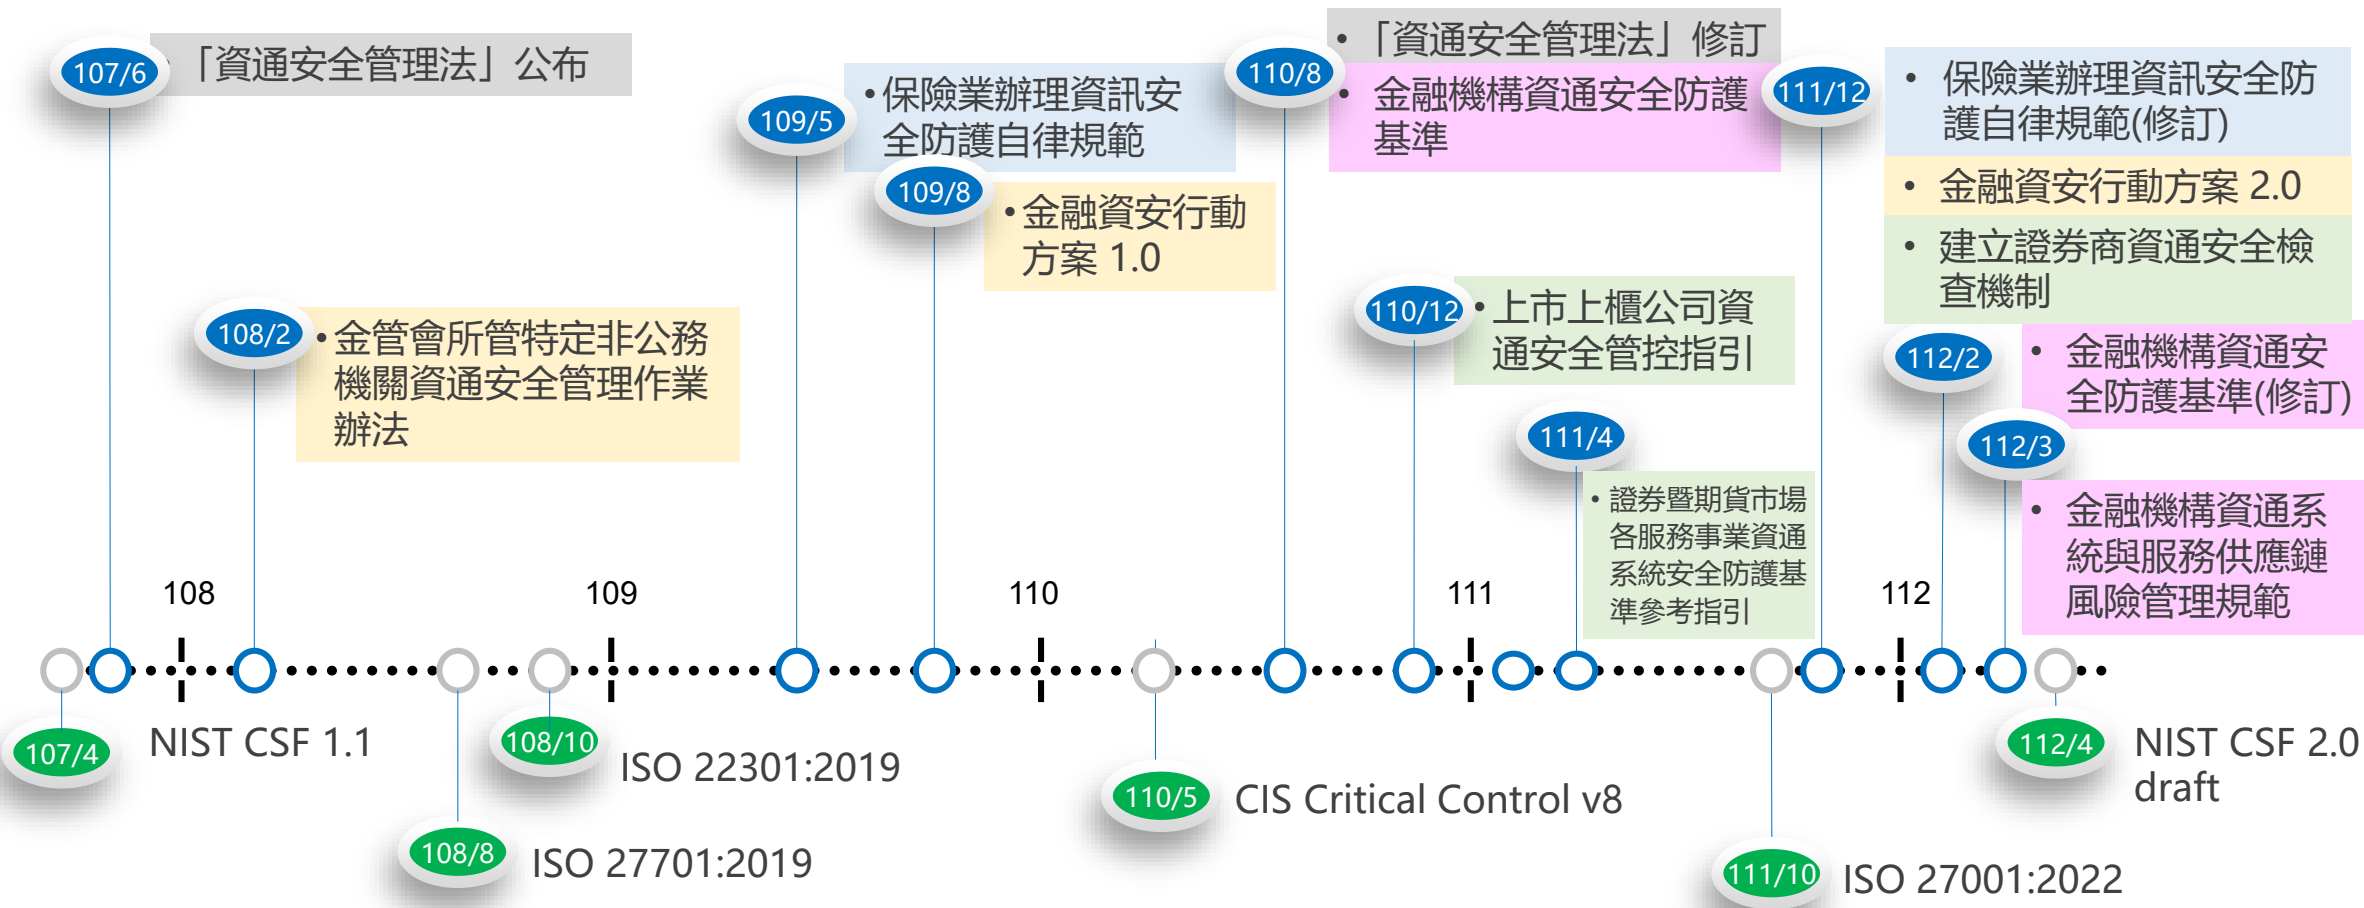 107/6
「資通安全管理法」公布
108/2
• 金管會所管特定非公務
機關資通安全管理作業
辦法
109/5
• 保險業辦理資訊安
全防護自律規範
109/8
• 金融資安行動
方案 1.0
110/8
• 「資通安全管理法」修訂
• 金融機構資通安全防護
基準
110/12
• 上市上櫃公司資
通安全管控指引
111/4
• 證券暨期貨市場
各服務事業資通
系統安全防護基
準參考指引
111/12
• 保險業辦理資訊安全防
護自律規範(修訂)
• 金融資安行動方案 2.0
• 建立證券商資通安全檢
查機制
112/2
• 金融機構資通安
全防護基準(修訂)
112/3
• 金融機構資通系
統與服務供應鏈
風險管理規範
108
109
110
111
112
107/4
NIST CSF 1.1
108/8
ISO 27701:2019
108/10
ISO 22301:2019
110/5
CIS Critical Control v8
111/10
ISO 27001:2022
112/4
NIST CSF 2.0
draft